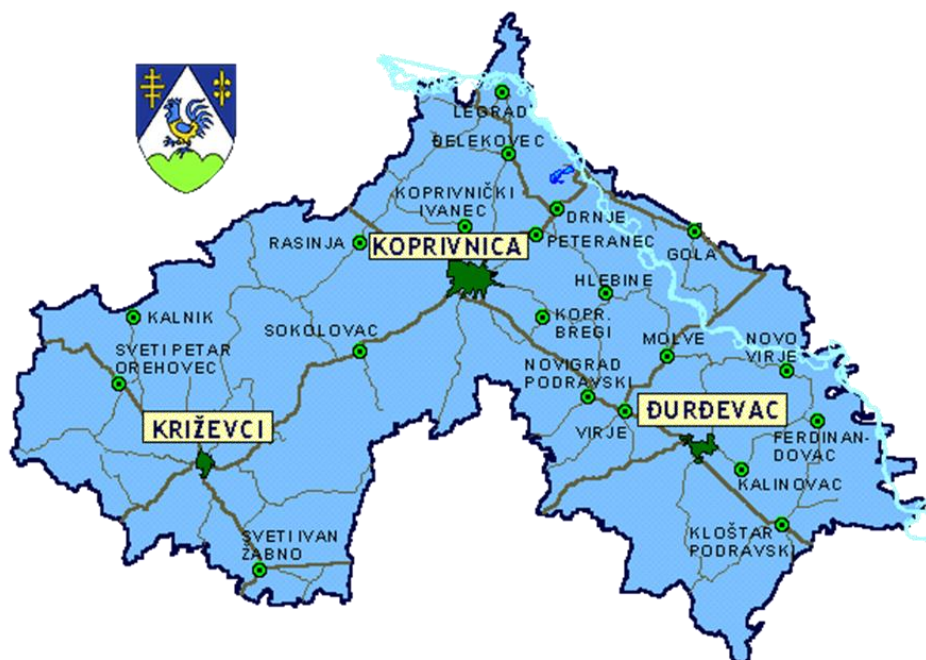 LEGRAD
ĐELEKOVEC
KOPRIVNIČKI
IVANEC
DRNJE
RASINJA
KOPRIVNICA
PETERANEC
GOLA
HLEBINE
KALNIK
SOKOLOVAC
KOPR.
BREGI
SVETI PETAR
OREHOVEC
MOLVE
NOVO
VIRJE
NOVIGRAD
PODRAVSKI
KRIŽEVCI
ĐURĐEVAC
VIRJE
FERDINAN-
DOVAC
KALINOVAC
SVETI IVAN
ŽABNO
KLOŠTAR
PODRAVSKI